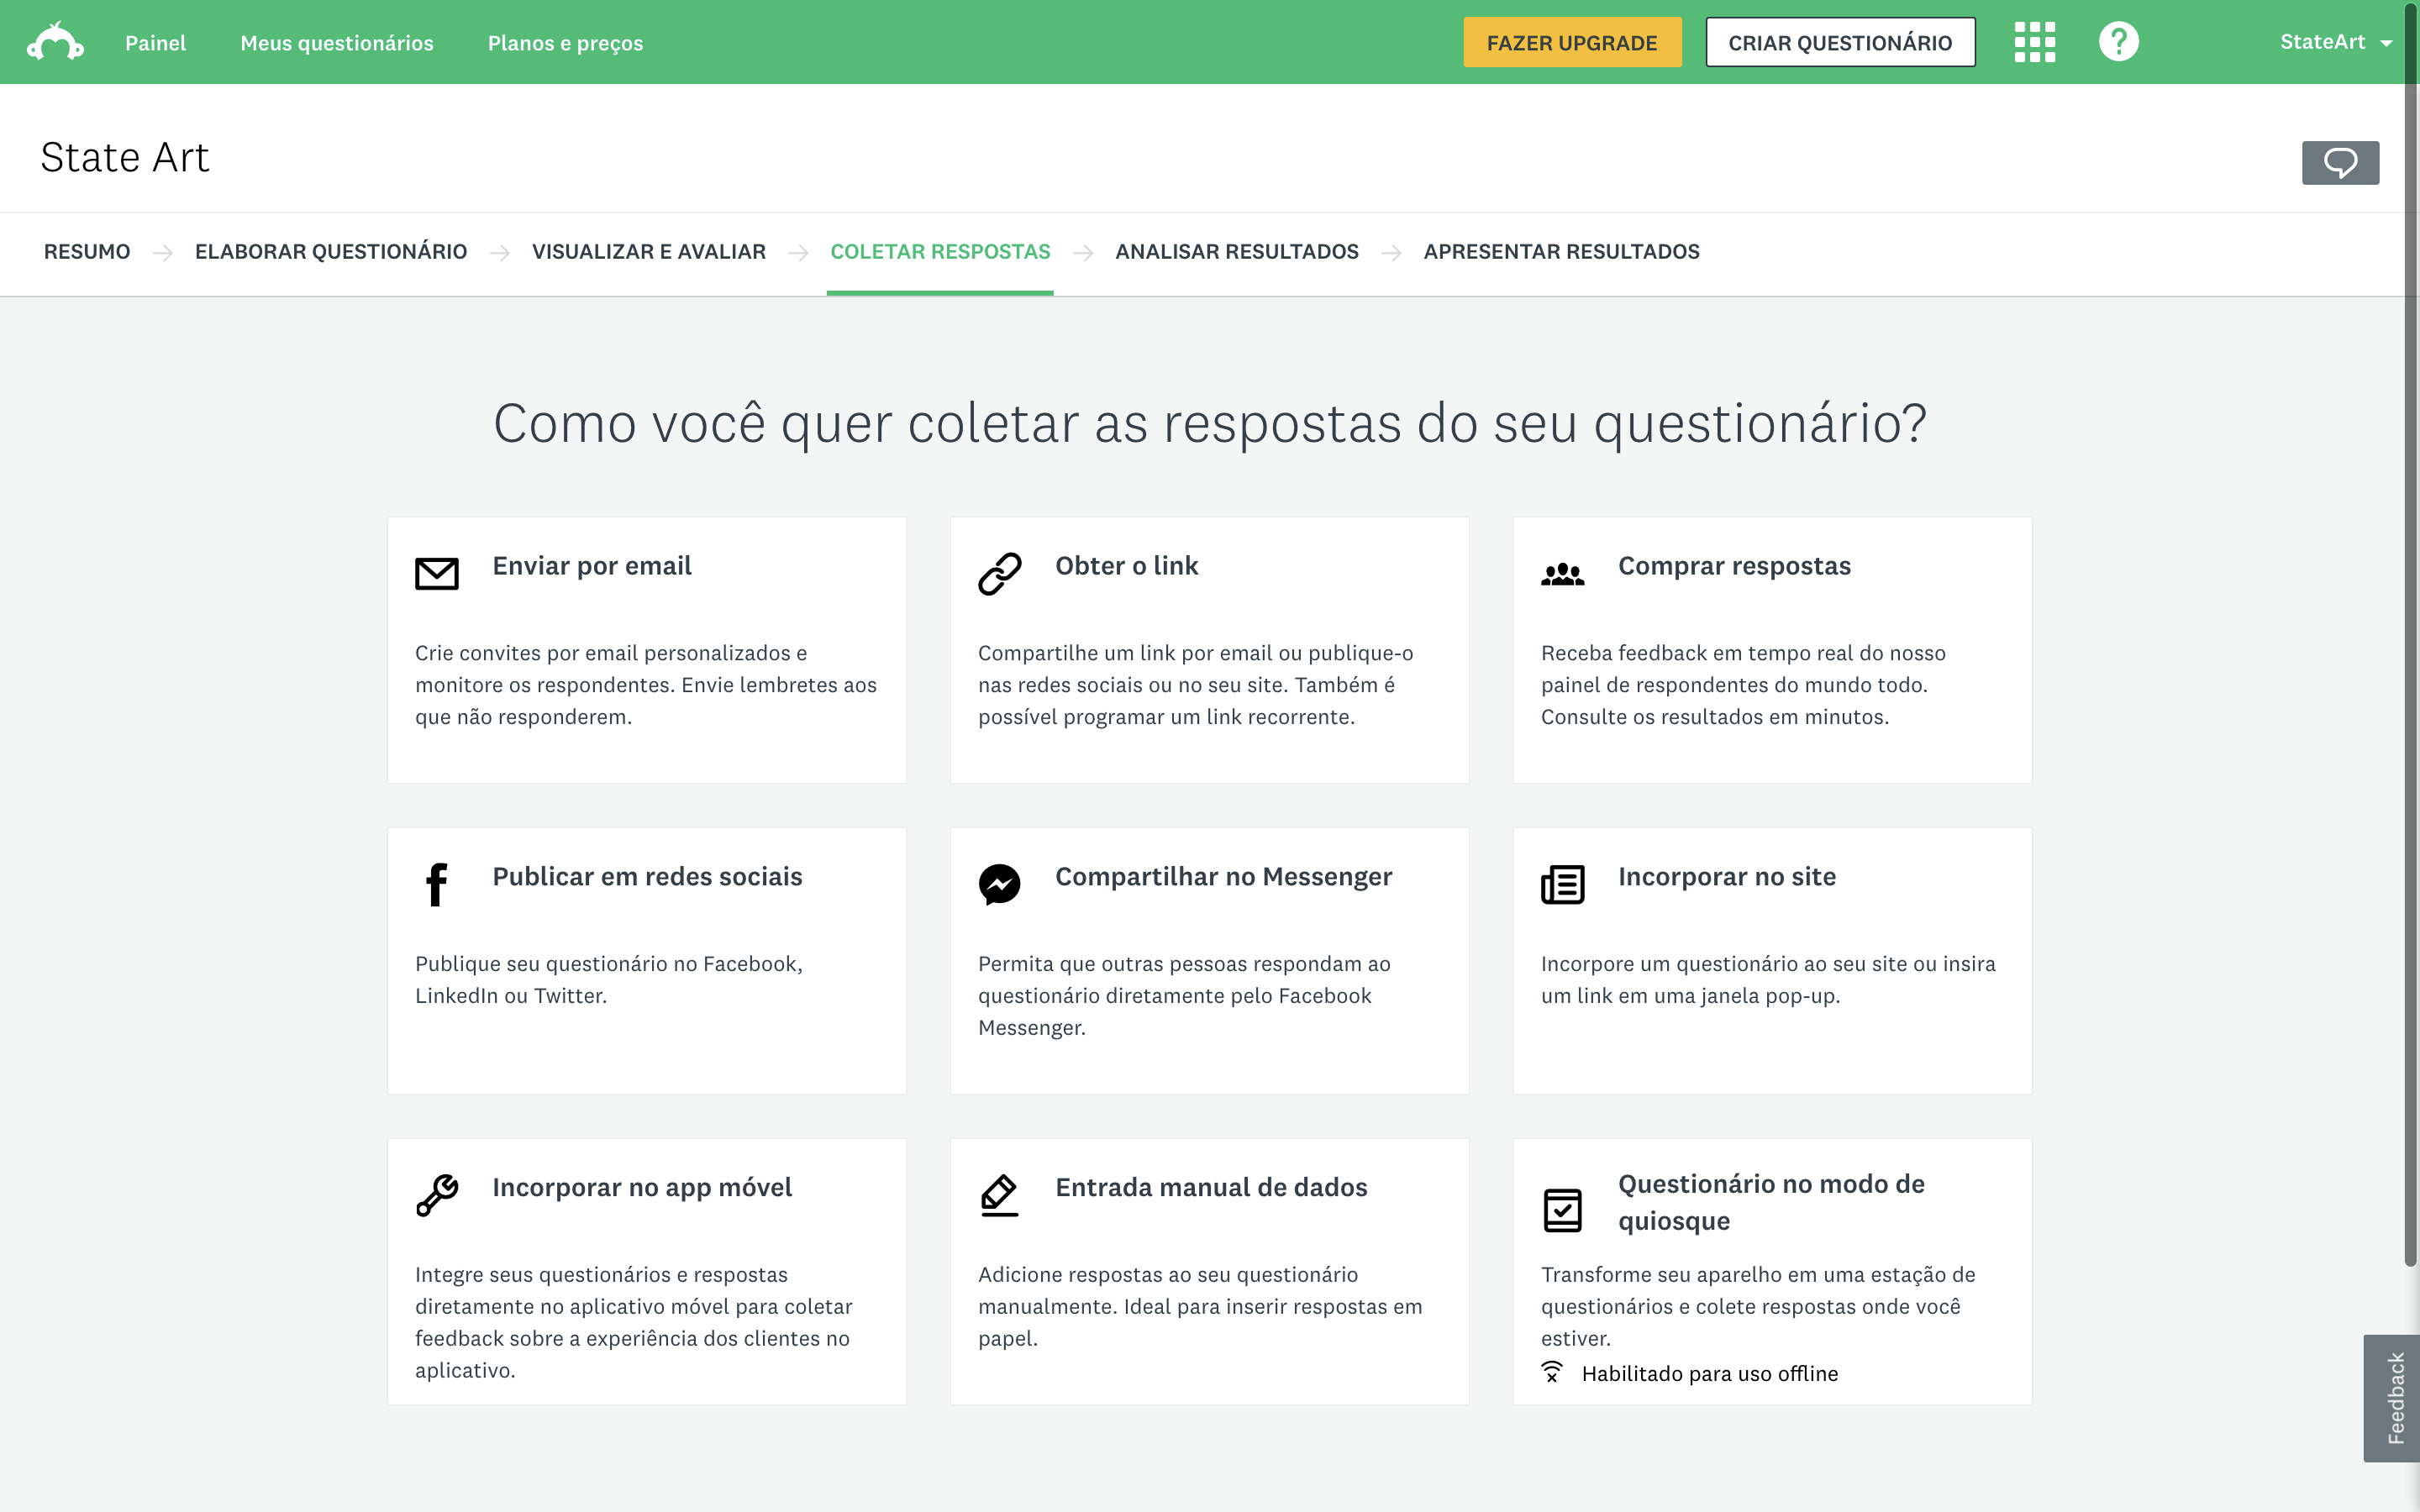 Painel
Meus questionários
Planos e preços
FAZER UPGRADE
CRIAR QUESTIONÁRIO
?
StateArt
State Art
RESUMO
ELABORAR QUESTIONÁRIO
VISUALIZAR E AVALIAR
COLETAR RESPOSTAS
ANALISAR RESULTADOS
APRESENTAR RESULTADOS
Como você quer coletar as respostas do seu questionário?
Enviar por email
Crie convites por email personalizados e
monitore os respondentes. Envie lembretes aos
que não responderem.
Obter o link
Compartilhe um link por email ou publique-o
nas redes sociais ou no seu site. Também é
possível programar um link recorrente.
Comprar respostas
Receba feedback em tempo real do nosso
painel de respondentes do mundo todo.
Consulte os resultados em minutos.
Publicar em redes sociais
Publique seu questionário no Facebook,
LinkedIn ou Twitter.
Compartilhar no Messenger
Permita que outras pessoas respondam ao
questionário diretamente pelo Facebook
Messenger.
Incorporar no site
Incorpore um questionário ao seu site ou insira
um link em uma janela pop-up.
Incorporar no app móvel
Integre seus questionários e respostas
diretamente no aplicativo móvel para coletar
feedback sobre a experiência dos clientes no
aplicativo.
Entrada manual de dados
Adicione respostas ao seu questionário
manualmente. Ideal para inserir respostas em
papel.
Questionário no modo de
quiosque
Transforme seu aparelho em uma estação de
questionários e colete respostas onde você
estiver.
Habilitado para uso offline
Feedback